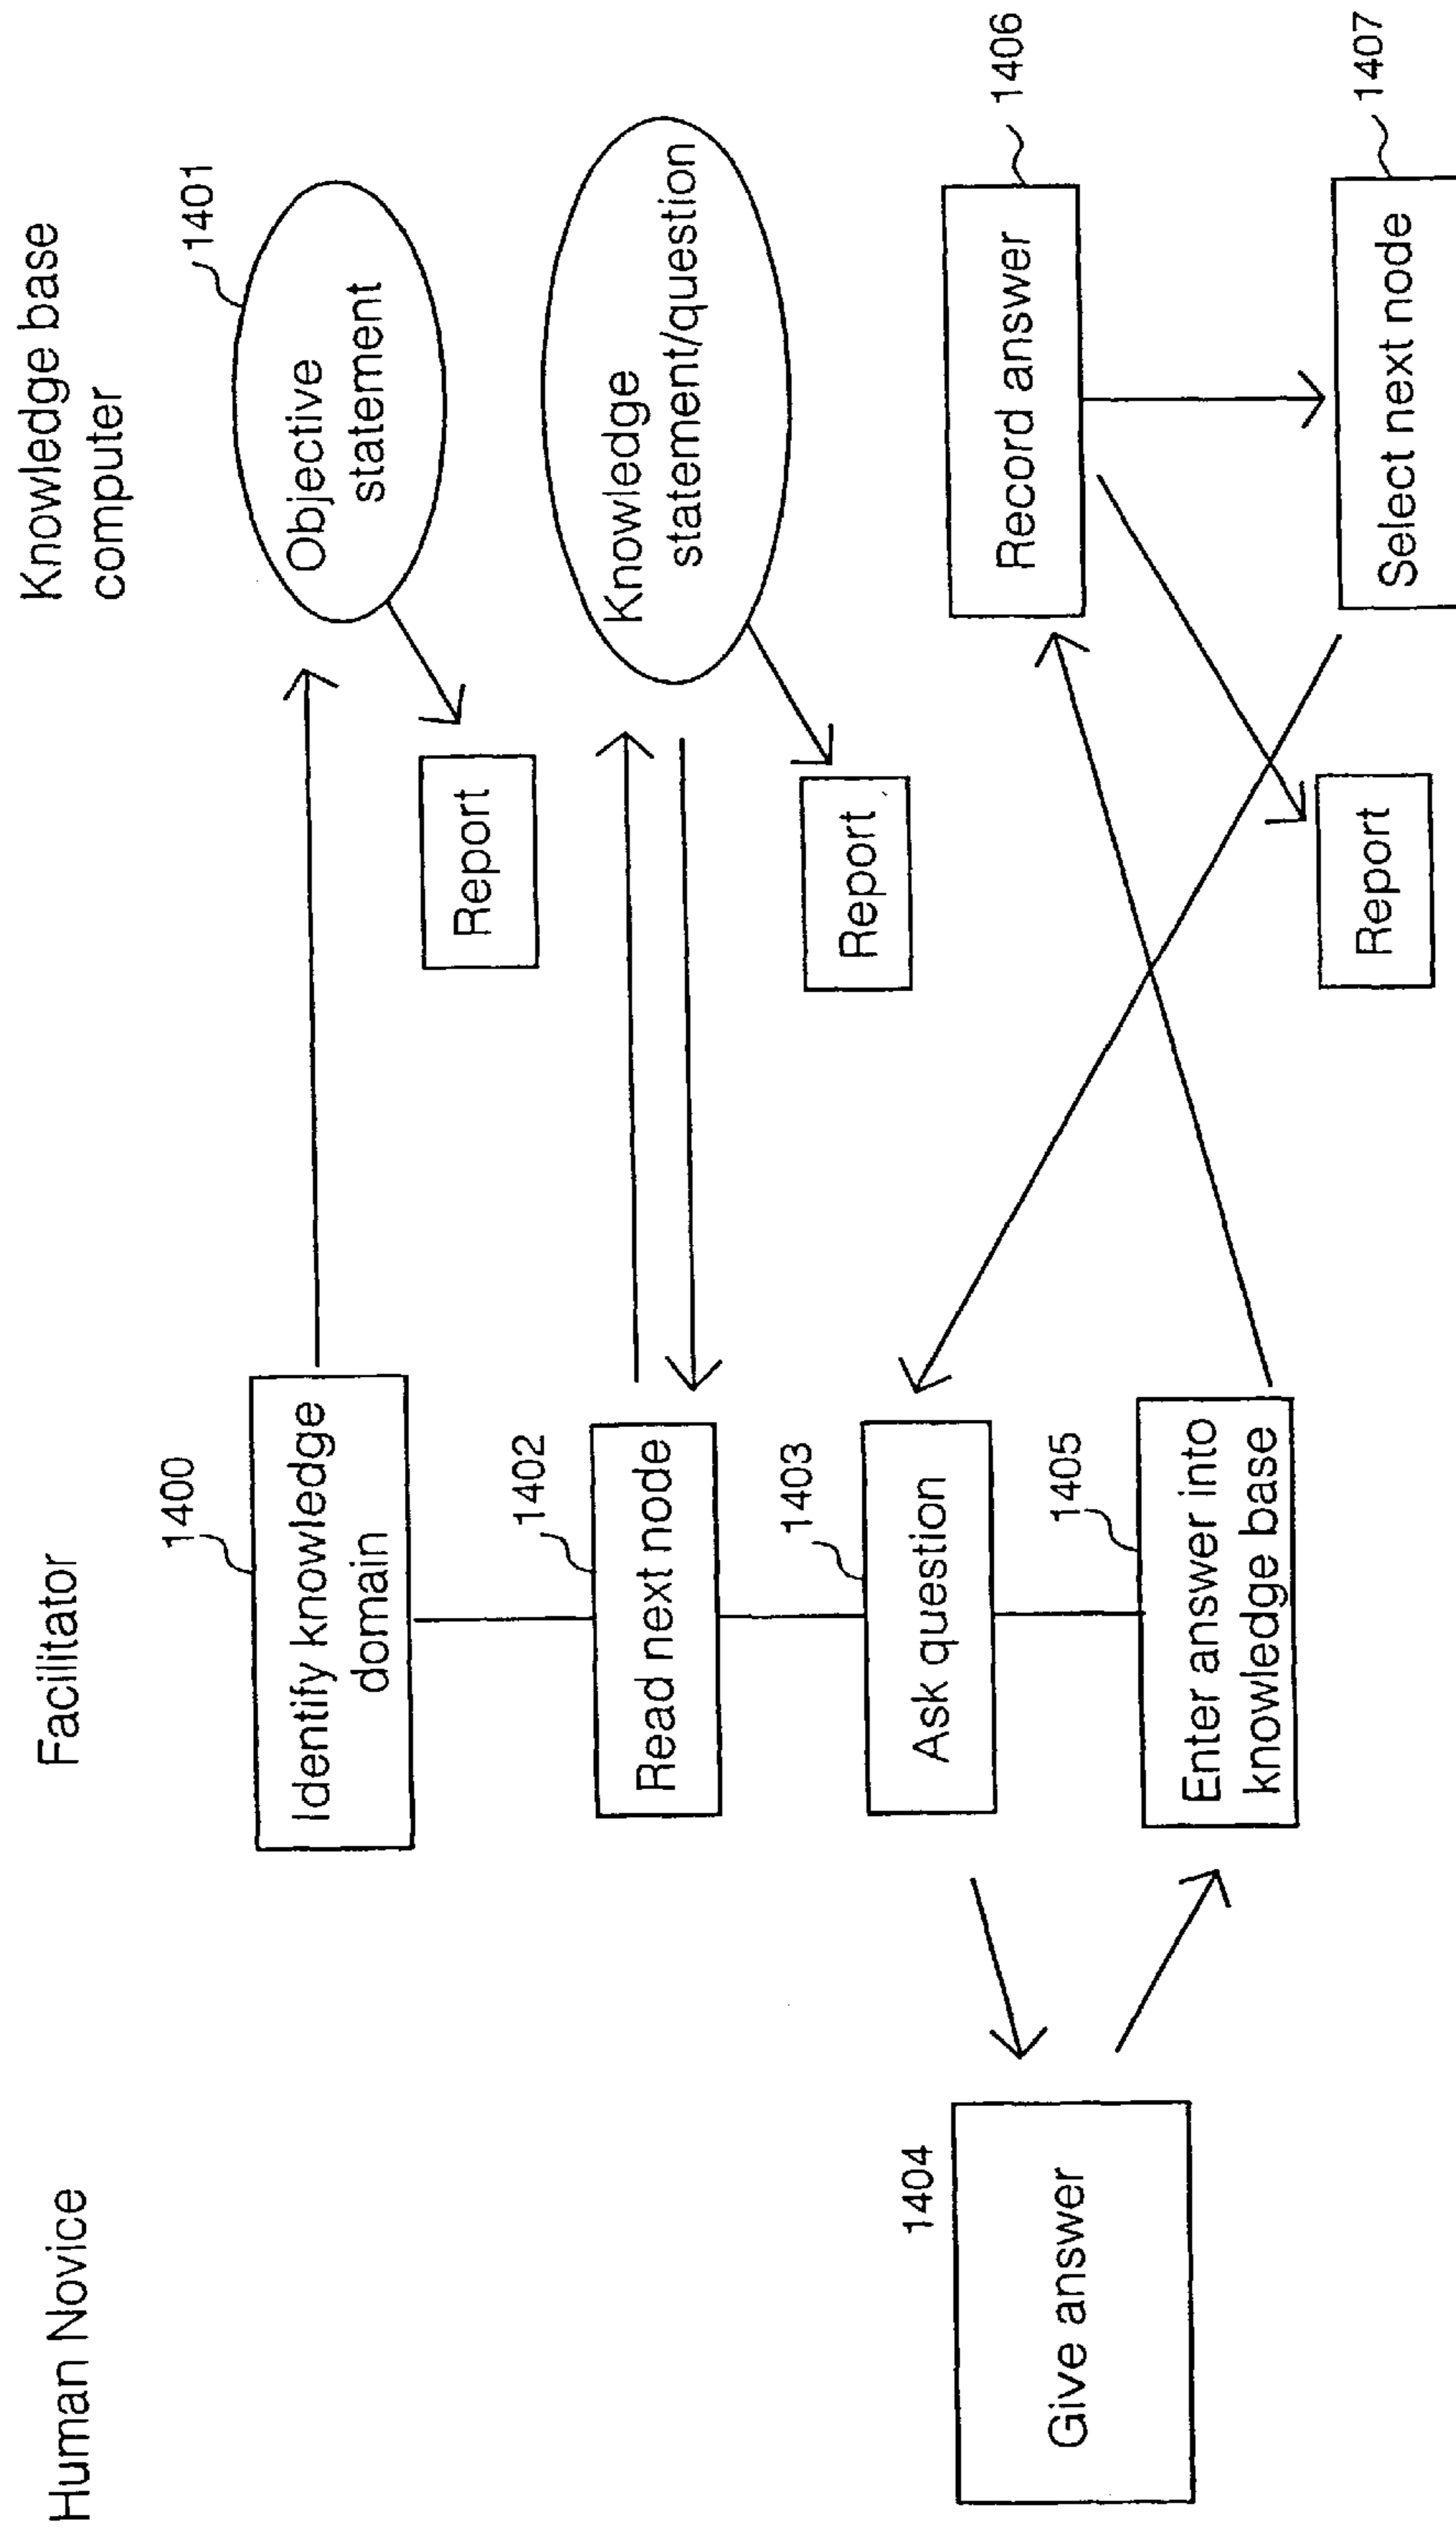 Human Novice
Facilitator
Knowledge base
computer
1400
Identify knowledge
domain
1401
Objective
statement
Report
1402
Read next node
Knowledge
statement/question
Report
1403
Ask question
1404
Give answer
1405
Enter answer into
knowledge base
1406
Record answer
Report
1407
Select next node